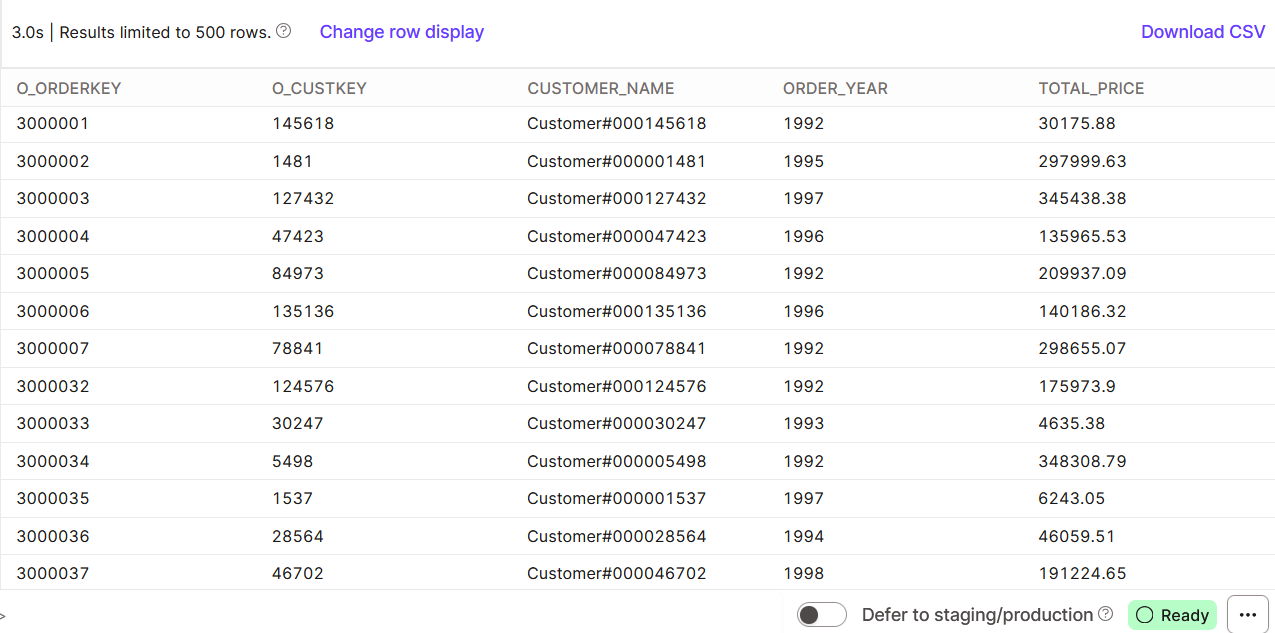 3.0s | Results limited to 500 rows. ? Change row display Download CSV
O_ORDERKEY O_CUSTKEY CUSTOMER_NAME ORDER_YEAR TOTAL_PRICE
3000001 145618 Customer#000145618 1992 30175.88
3000002 1481 Customer#000001481 1995 297999.63
3000003 127432 Customer#000127432 1997 345438.38
3000004 47423 Customer#000047423 1996 135965.53
3000005 84973 Customer#000084973 1992 209937.09
3000006 135136 Customer#000135136 1996 140186.32
3000007 78841 Customer#000078841 1992 298655.07
3000032 124576 Customer#000124576 1992 175973.9
3000033 30247 Customer#000030247 1993 4635.38
3000034 5498 Customer#000005498 1992 348308.79
3000035 1537 Customer#000001537 1997 6243.05
3000036 28564 Customer#000028564 1994 46059.51
3000037 46702 Customer#000046702 1998 191224.65
> Defer to staging/production ? Ready ...